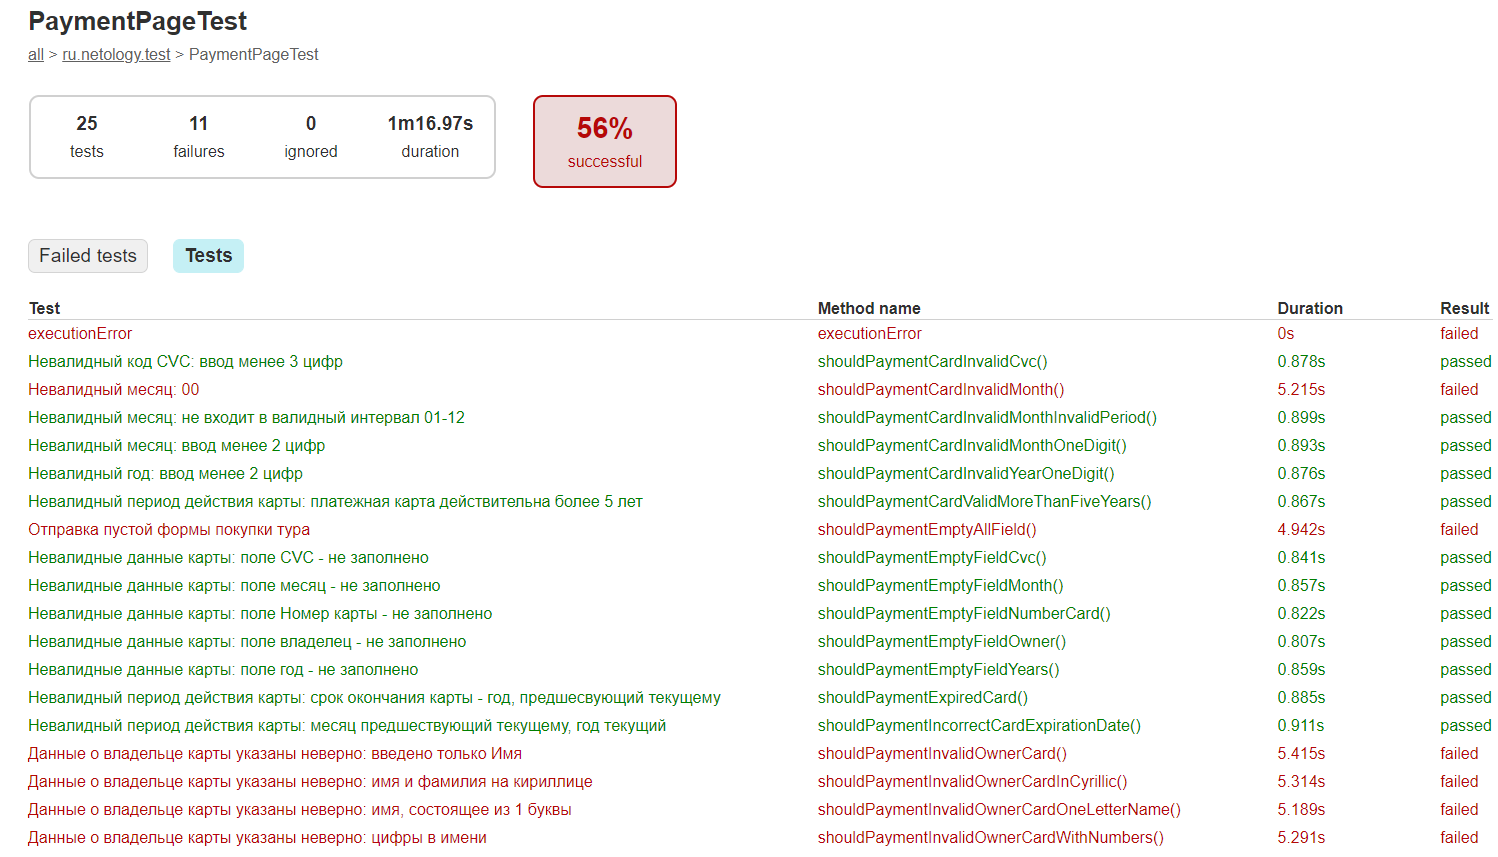 PaymentPageTest
all > ru.netology.test > PaymentPageTest
25 11 0 1m16.97s
tests failures ignored duration
56%
successful
Failed tests Tests
Test Method name Duration Result
executionError executionError 0s failed
Невалидный код CVC: ввод менее 3 цифр shouldPaymentCardInvalidCvc() 0.878s passed
Невалидный месяц: 00 shouldPaymentCardInvalidMonth() 5.215s failed
Невалидный месяц: не входит в валидный интервал 01-12 shouldPaymentCardInvalidMonthInvalidPeriod() 0.899s passed
Невалидный месяц: ввод менее 2 цифр shouldPaymentCardInvalidMonthOneDigit() 0.893s passed
Невалидный год: ввод менее 2 цифр shouldPaymentCardInvalidYearOneDigit() 0.876s passed
Невалидный период действия карты: платежная карта действительна более 5 лет shouldPaymentCardValidMoreThanFiveYears() 0.867s passed
Отправка пустой формы покупки тура shouldPaymentEmptyAllField() 4.942s failed
Невалидные данные карты: поле CVC - не заполнено shouldPaymentEmptyFieldCvc() 0.841s passed
Невалидные данные карты: поле месяц - не заполнено shouldPaymentEmptyFieldMonth() 0.857s passed
Невалидные данные карты: поле Номер карты - не заполнено shouldPaymentEmptyFieldNumberCard() 0.822s passed
Невалидные данные карты: поле владелец - не заполнено shouldPaymentEmptyFieldOwner() 0.807s passed
Невалидные данные карты: поле год - не заполнено shouldPaymentEmptyFieldYears() 0.859s passed
Невалидный период действия карты: срок окончания карты - год, предшесвующий текущему shouldPaymentExpiredCard() 0.885s passed
Невалидный период действия карты: месяц предшествующий текущему, год текущий shouldPaymentIncorrectCardExpirationDate() 0.911s passed
Данные о владельце карты указаны неверно: введено только Имя shouldPaymentInvalidOwnerCard() 5.415s failed
Данные о владельце карты указаны неверно: имя и фамилия на кириллице shouldPaymentInvalidOwnerCardInCyrillic() 5.314s failed
Данные о владельце карты указаны неверно: имя, состоящее из 1 буквы shouldPaymentInvalidOwnerCardOneLetterName() 5.189s failed
Данные о владельце карты указаны неверно: цифры в имени shouldPaymentInvalidOwnerCardWithNumbers() 5.291s failed